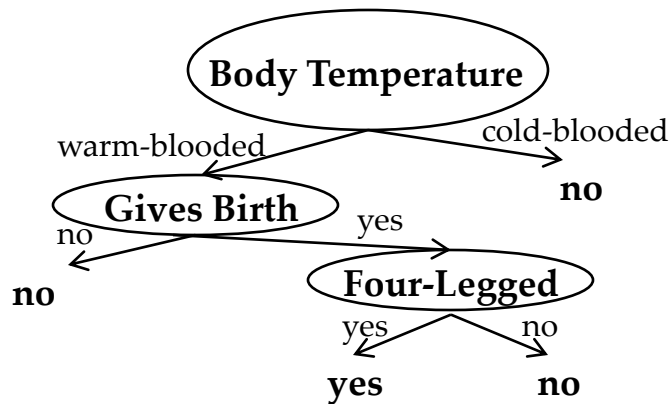 Body Temperature
warm-blooded
cold-blooded
Gives Birth
no
no
yes
no
Four-Legged
yes
no
yes
no